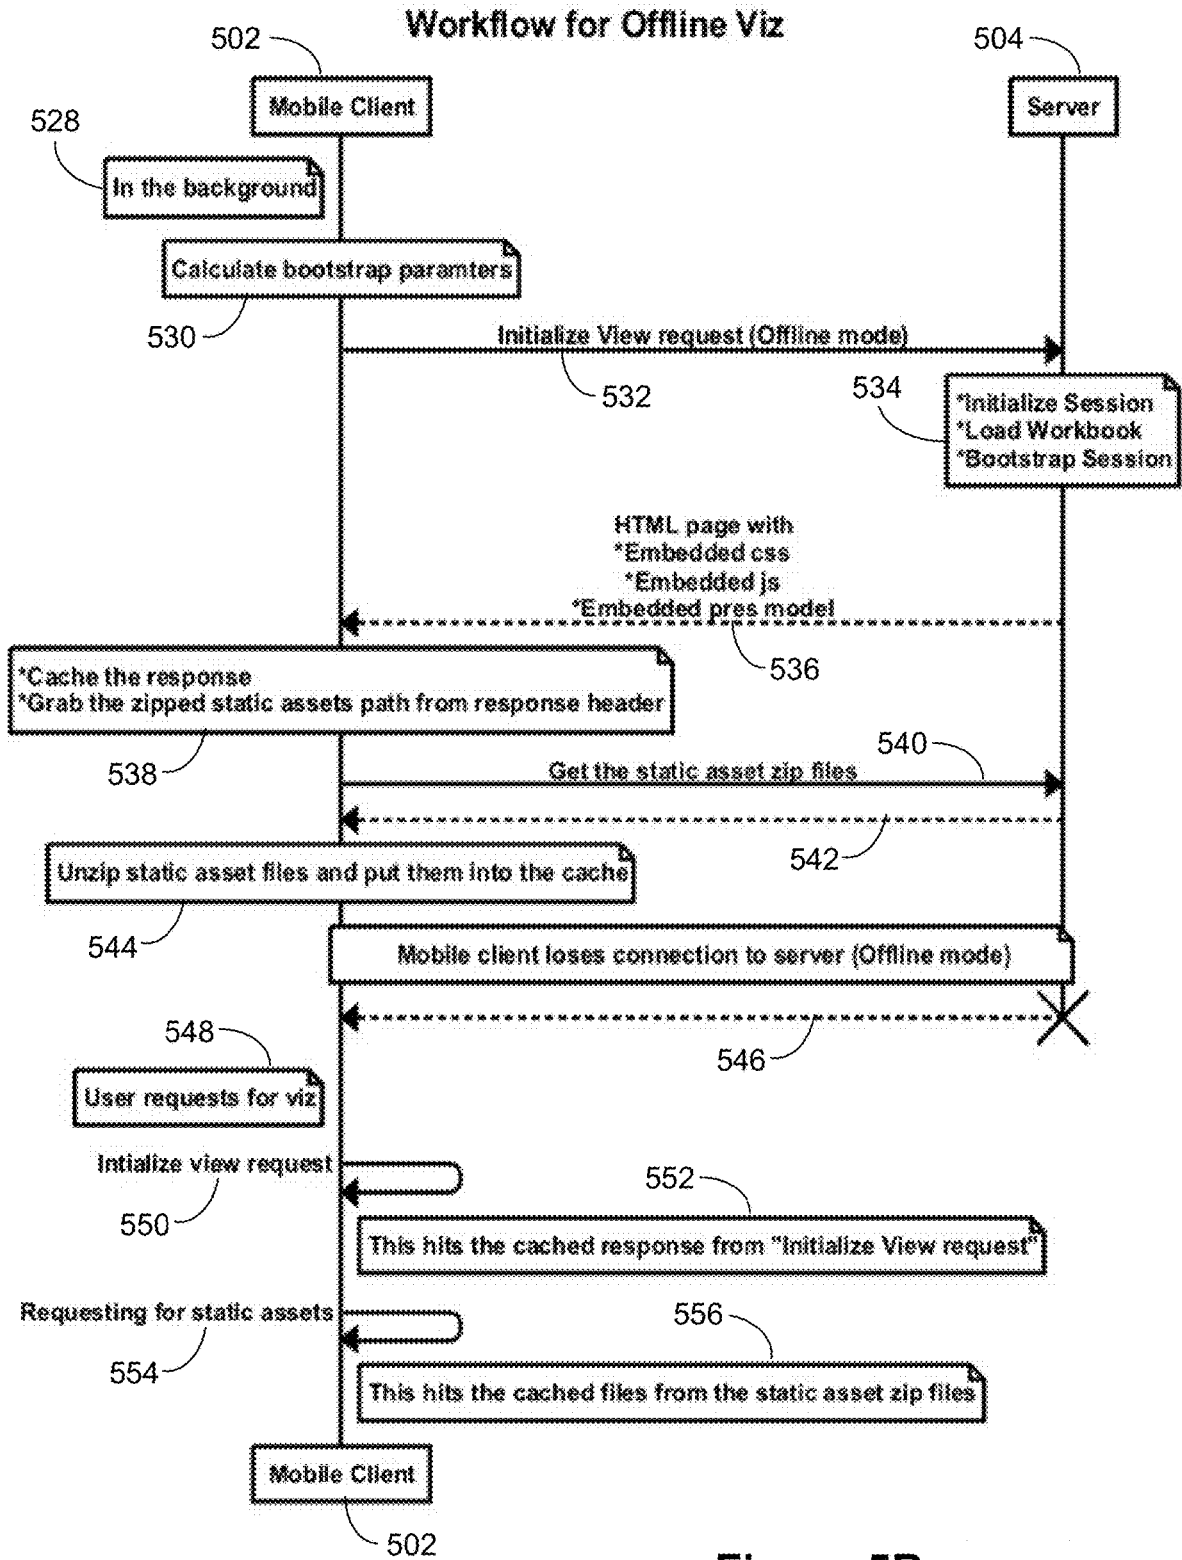 Workflow for Offline Viz
502
504
Mobile Client
Server
528
In the background
Calculate bootstrap paramters
530
Initialize View request (Offline mode)
532
534
*Initialize Session
*Load Workbook
*Bootstrap Session
HTML page with
*Embedded css
*Embedded js
*Embedded pres model
536
*Cache the response
*Grab the zipped static assets path from response header
538
540
Get the static asset zip files
542
Unzip static asset files and put them into the cache
544
Mobile client loses connection to server (Offline mode)
546
548
User requests for viz
Intialize view request
550
552
This hits the cached response from "Initialize View request"
Requesting for static assets
554
556
This hits the cached files from the static asset zip files
Mobile Client
502